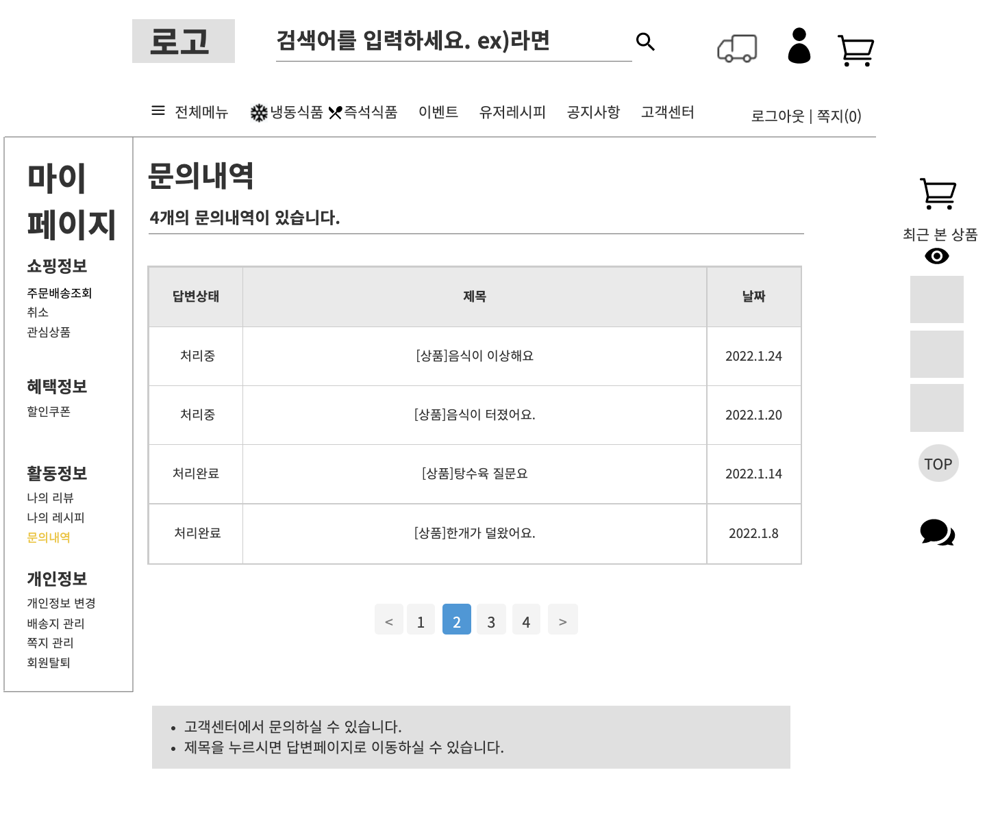 로고
검색어를 입력하세요. ex)라면
전체메뉴 냉동식품 즉석식품 이벤트 유저레시피 공지사항 고객센터 로그아웃 | 쪽지(0)
마이
페이지
쇼핑정보
주문배송조회
취소
관심상품
혜택정보
할인쿠폰
활동정보
나의 리뷰
나의 레시피
문의내역
개인정보
개인정보 변경
배송지 관리
쪽지 관리
회원탈퇴
문의내역
4개의 문의내역이 있습니다.
답변상태 제목 날짜
처리중 [상품]음식이 이상해요 2022.1.24
처리중 [상품]음식이 터졌어요. 2022.1.20
처리완료 [상품]탕수육 질문요 2022.1.14
처리완료 [상품]한개가 덜왔어요. 2022.1.8
< 1 2 3 4 >
• 고객센터에서 문의하실 수 있습니다.
• 제목을 누르시면 답변페이지로 이동하실 수 있습니다.
최근 본 상품
TOP